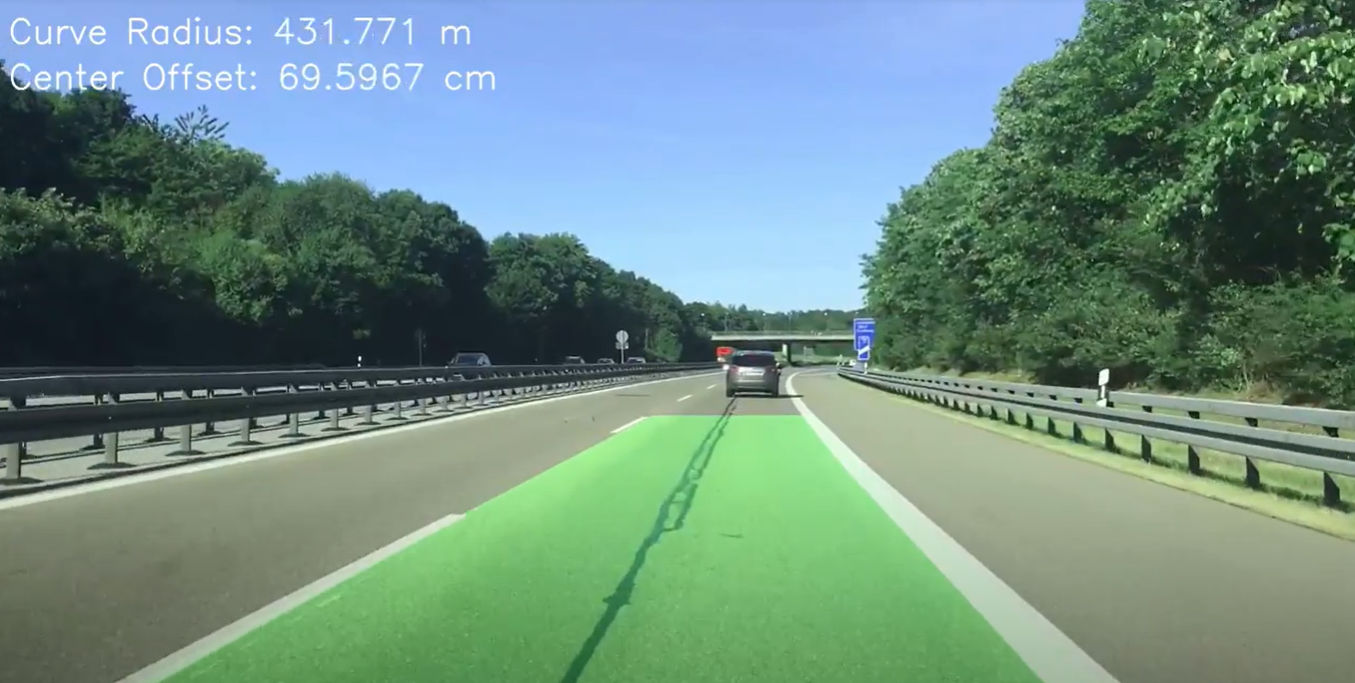 Curve Radius: 431.771 m
Center Offset: 69.5967 cm